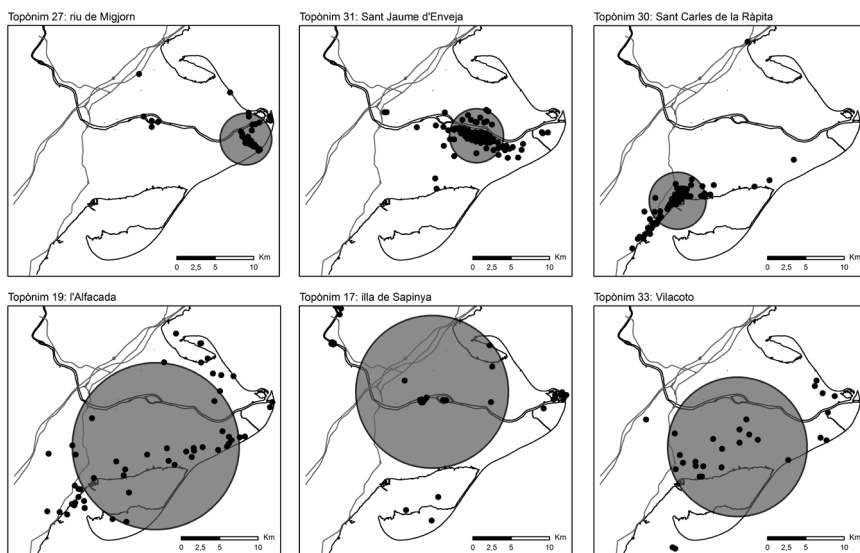 Topònim 27: riu de Migjorn
Topònim 31: Sant Jaume d'Enveja
Topònim 30: Sant Carles de la Ràpita
Km
0 2,5 5 10
Km
0 2,5 5 10
Km
0 2,5 5 10
Topònim 19: l'Alfacada
Topònim 17: illa de Sapinya
Topònim 33: Vilacoto
Km
0 2,5 5 10
Km
0 2,5 5 10
Km
0 2,5 5 10